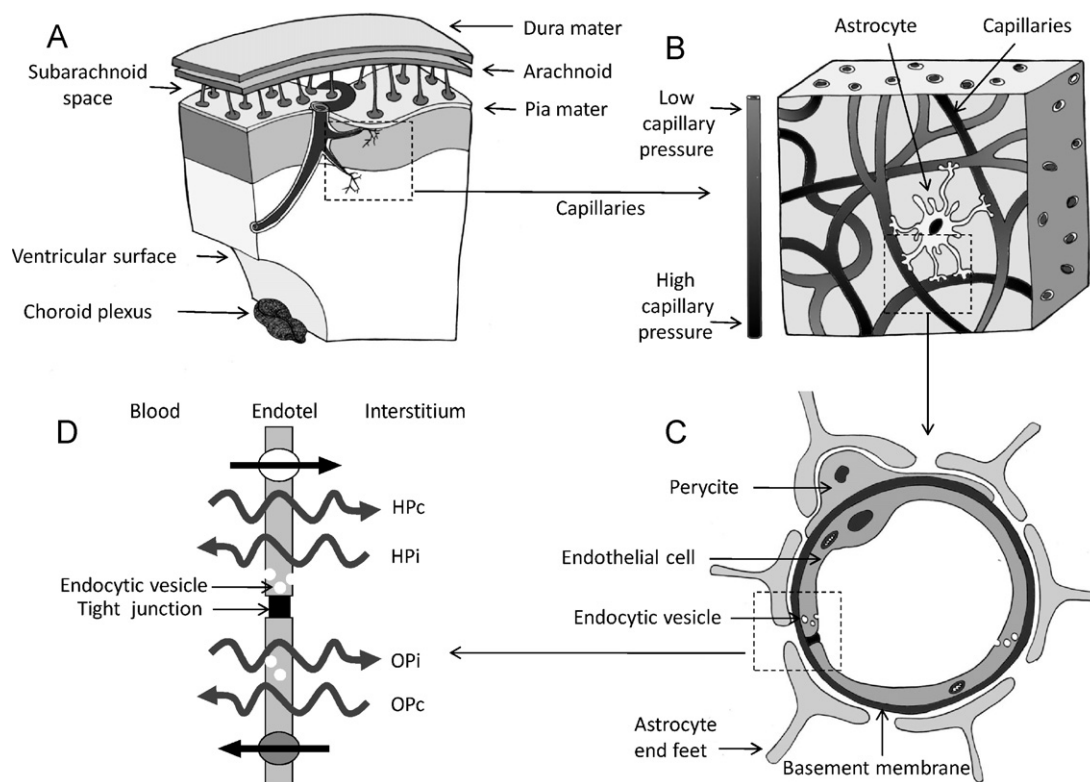 A
Dura mater
Arachnoid
Pia mater
Subarachnoid
space
Capillaries
Ventricular surface
Choroid plexus
B
Astrocyte
Capillaries
Low
capillary
pressure
High
capillary
pressure
D
Blood
Endotel
Interstitium
HPc
HPi
Endocytic vesicle
Tight junction
OPi
OPc
C
Perycite
Endothelial cell
Endocytic vesicle
Astrocyte
end feet
Basement membrane